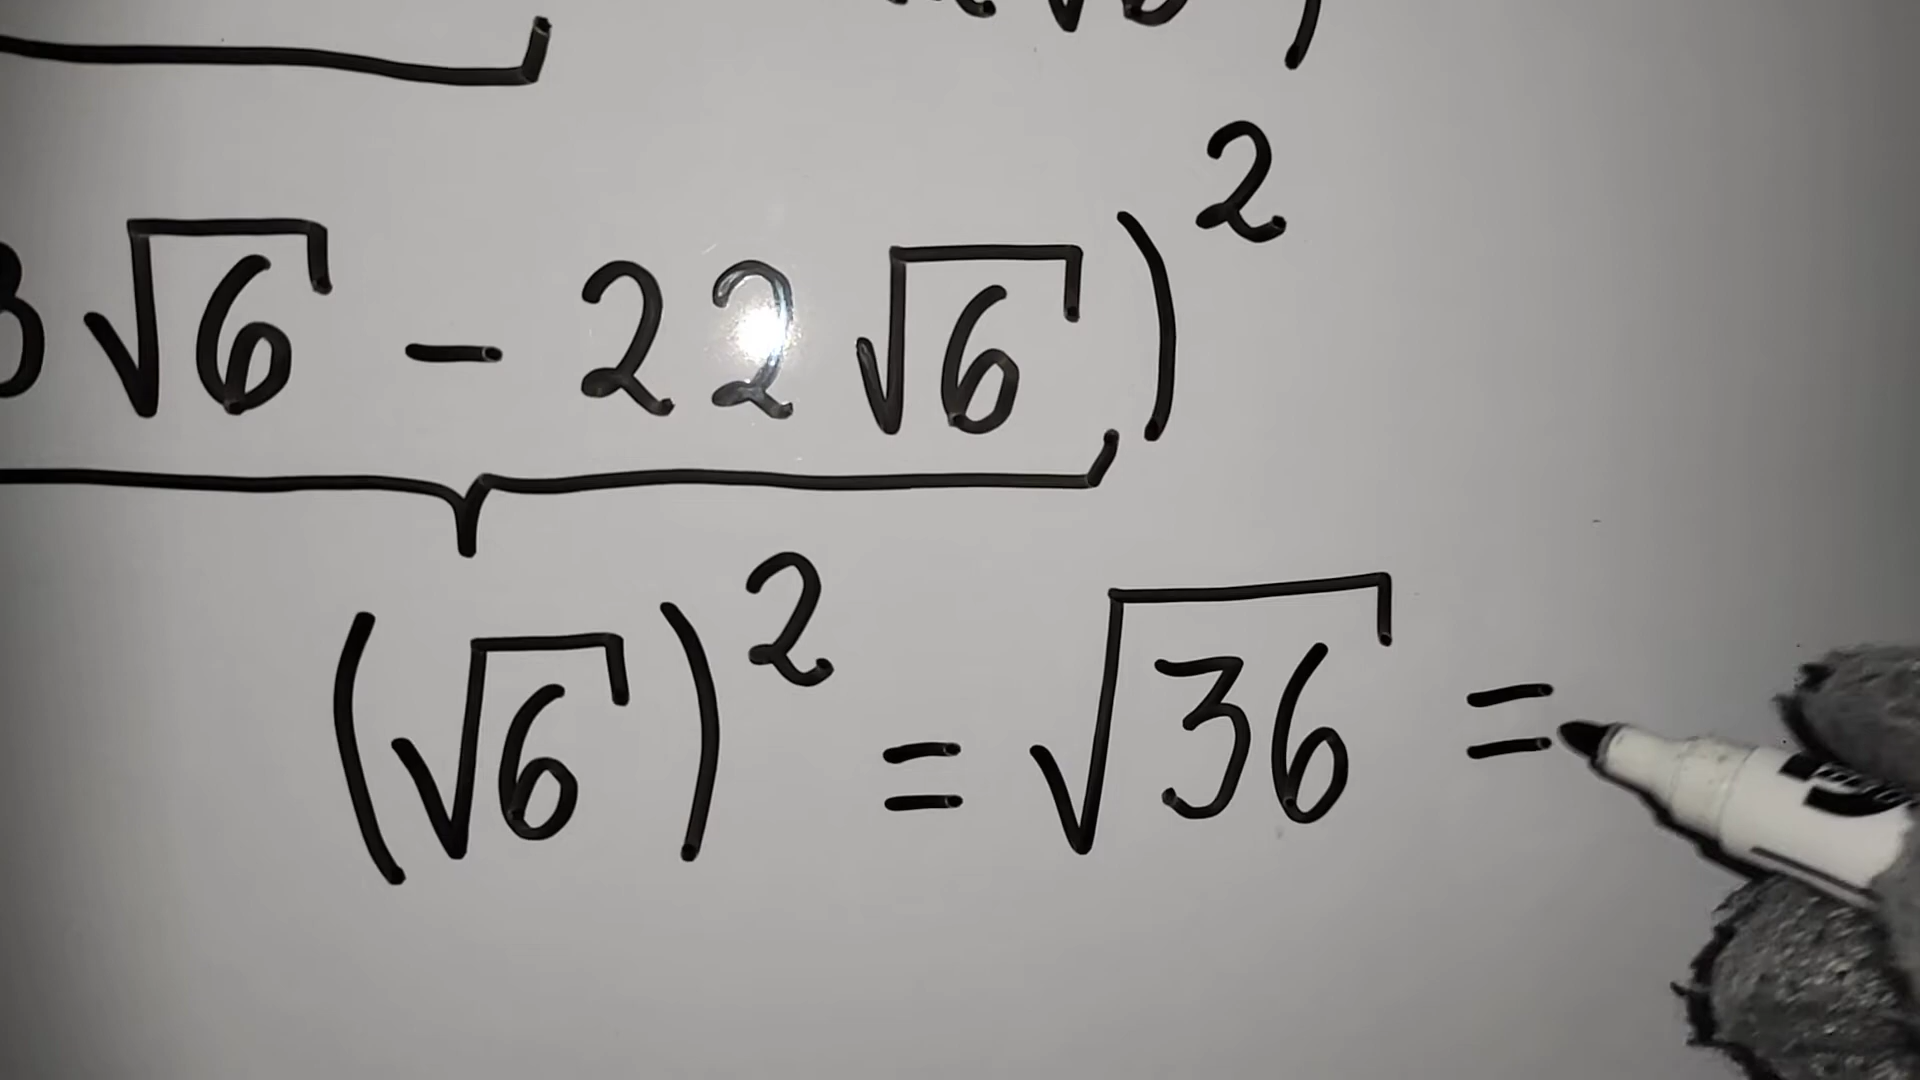 3√6 - 22√6)²
(√6)² = √36 =